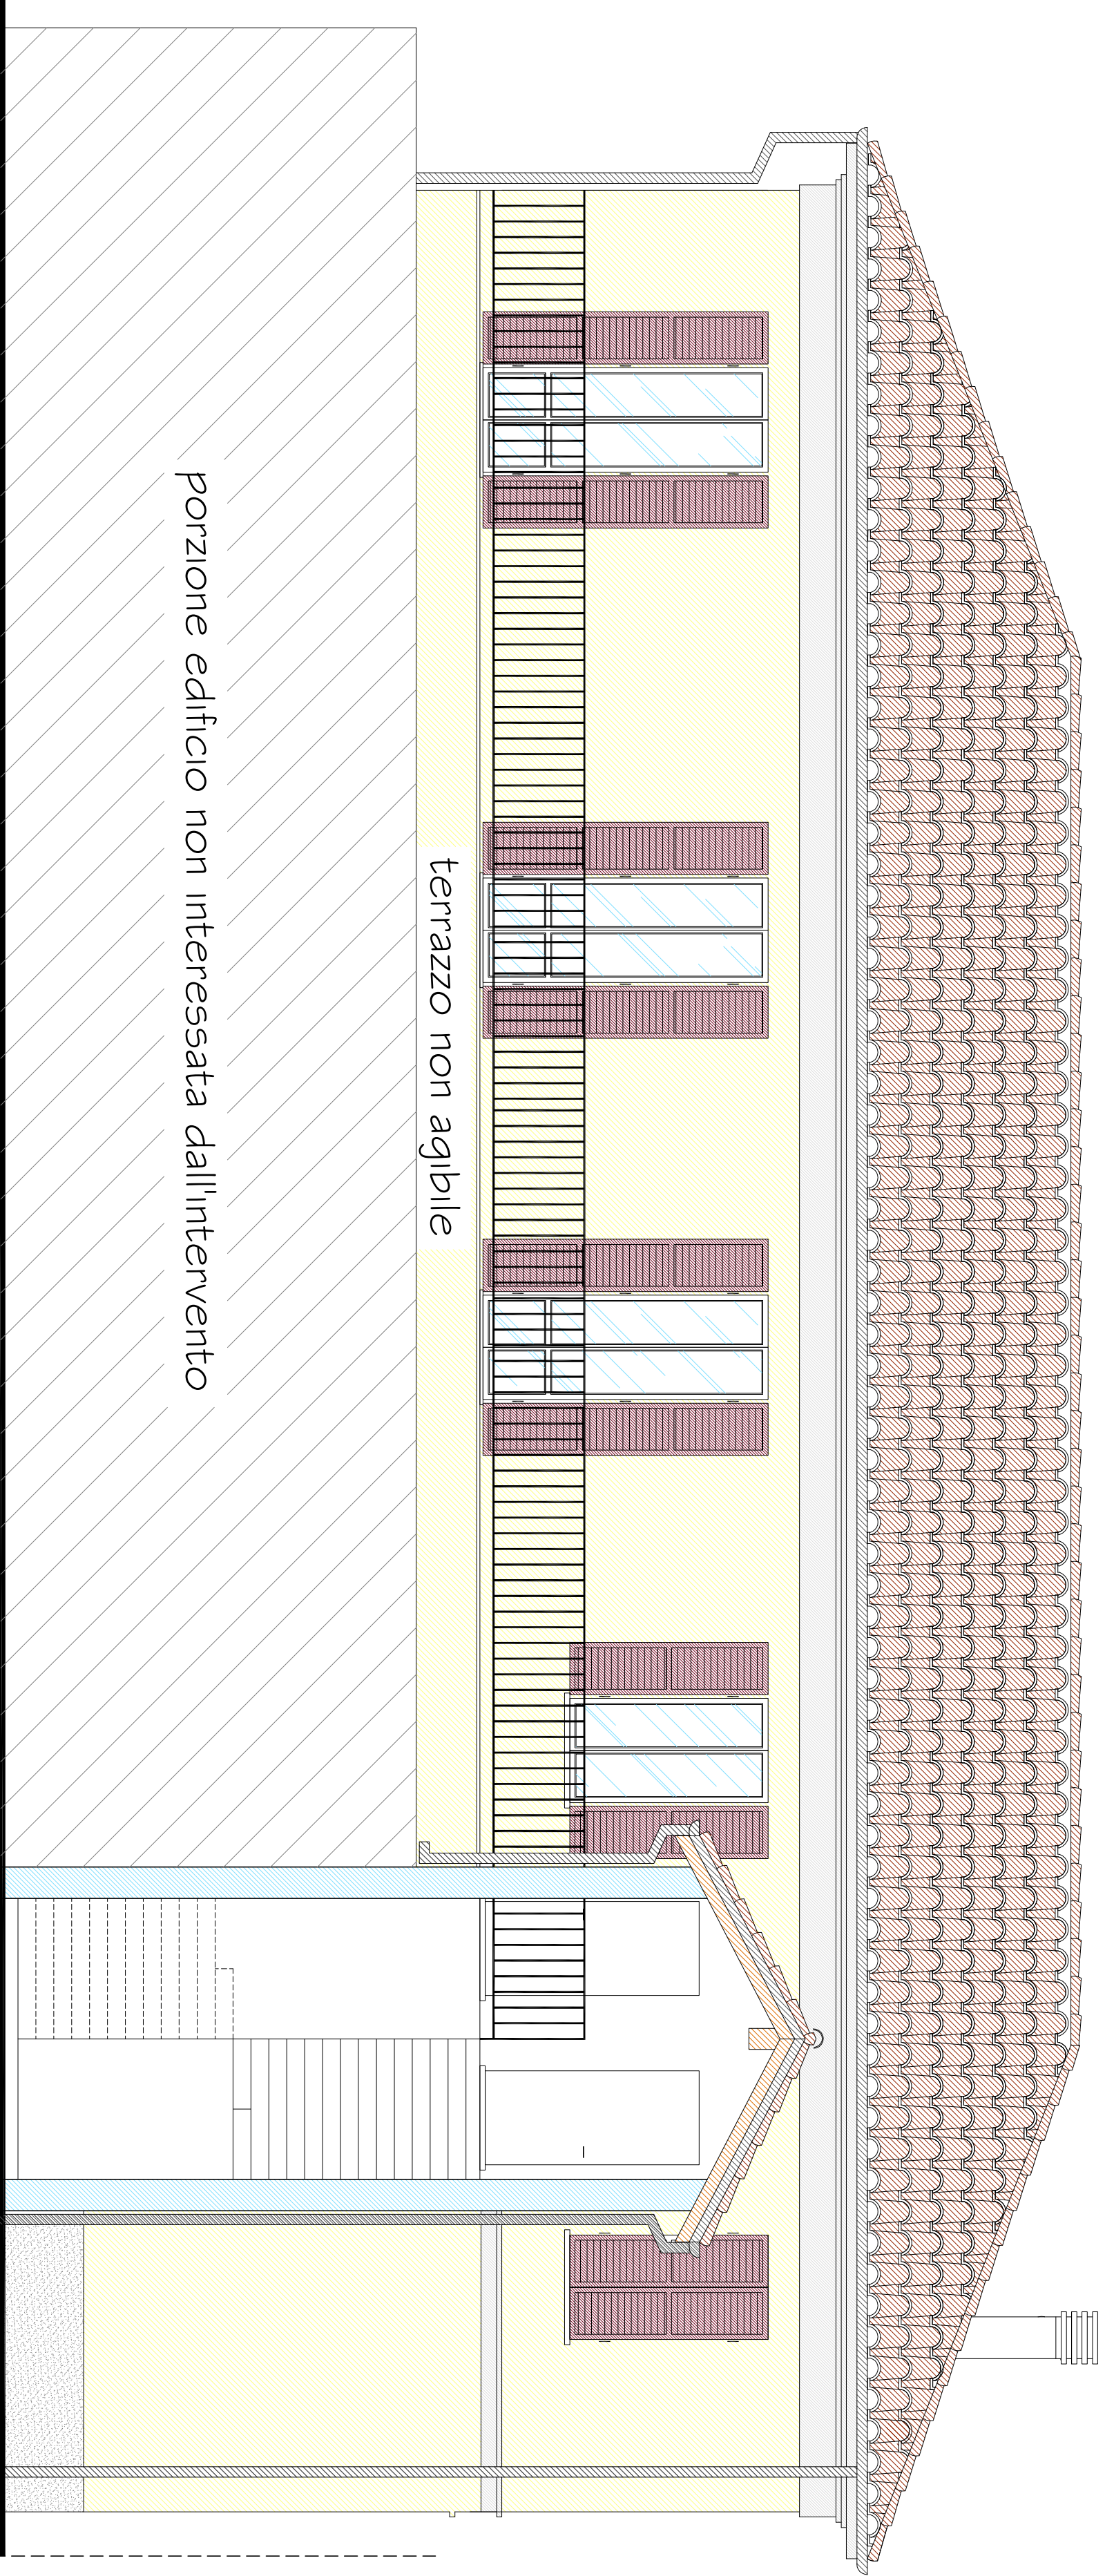 terrazzo non agibile
porzione edificio non interessata dall'intervento